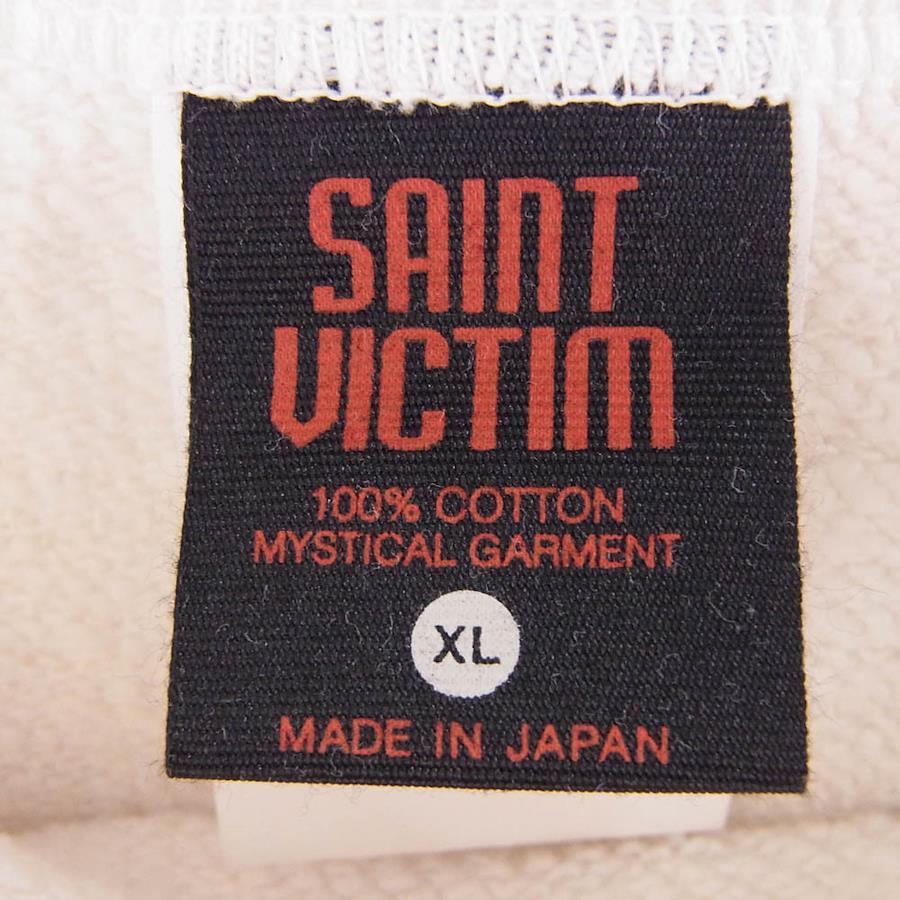 SAINT
VICTIM
100% COTTON
MYSTICAL GARMENT
XL
MADE IN JAPAN